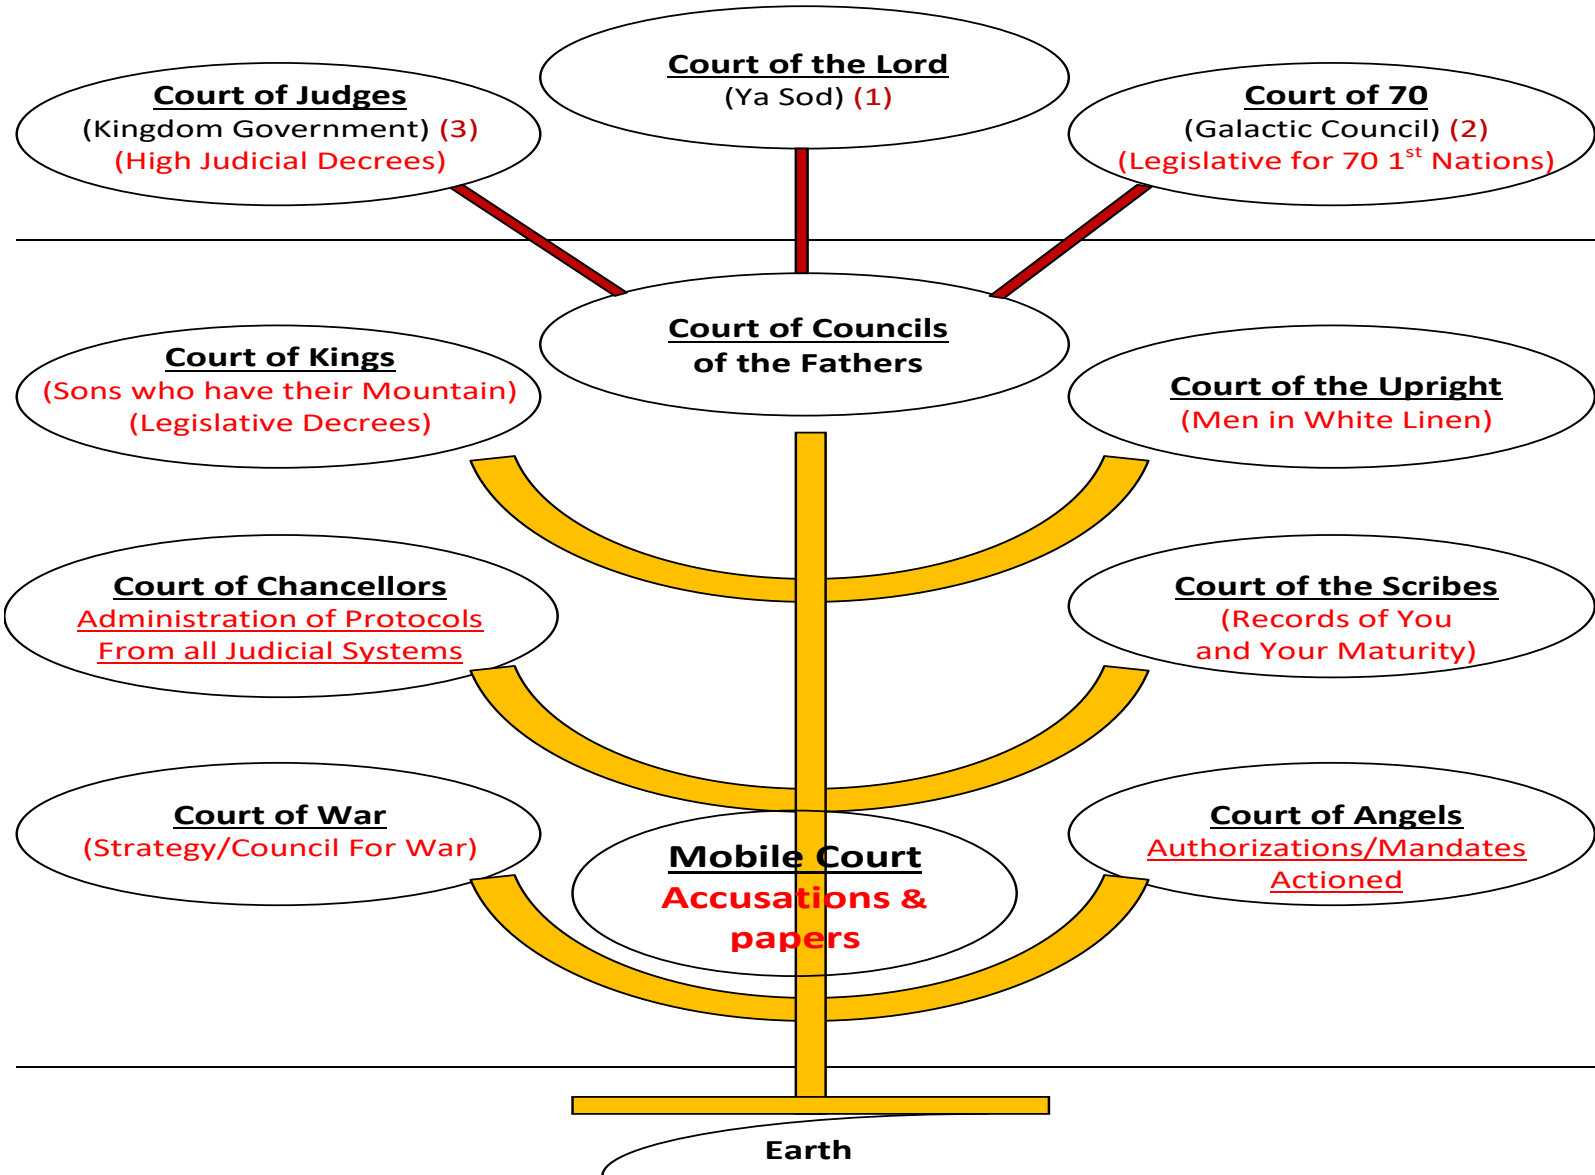 Court of the Lord
(Ya Sod) (1)
Court of Judges
(Kingdom Government) (3)
(High Judicial Decrees)
Court of 70
(Galactic Council) (2)
(Legislative for 70 1st Nations)
Court of Councils
of the Fathers
Court of Kings
(Sons who have their Mountain)
(Legislative Decrees)
Court of the Upright
(Men in White Linen)
Court of Chancellors
Administration of Protocols
From all Judicial Systems
Court of the Scribes
(Records of You
and Your Maturity)
Court of War
(Strategy/Council For War)
Mobile Court
Accusations &
papers
Court of Angels
Authorizations/Mandates
Actioned
Earth